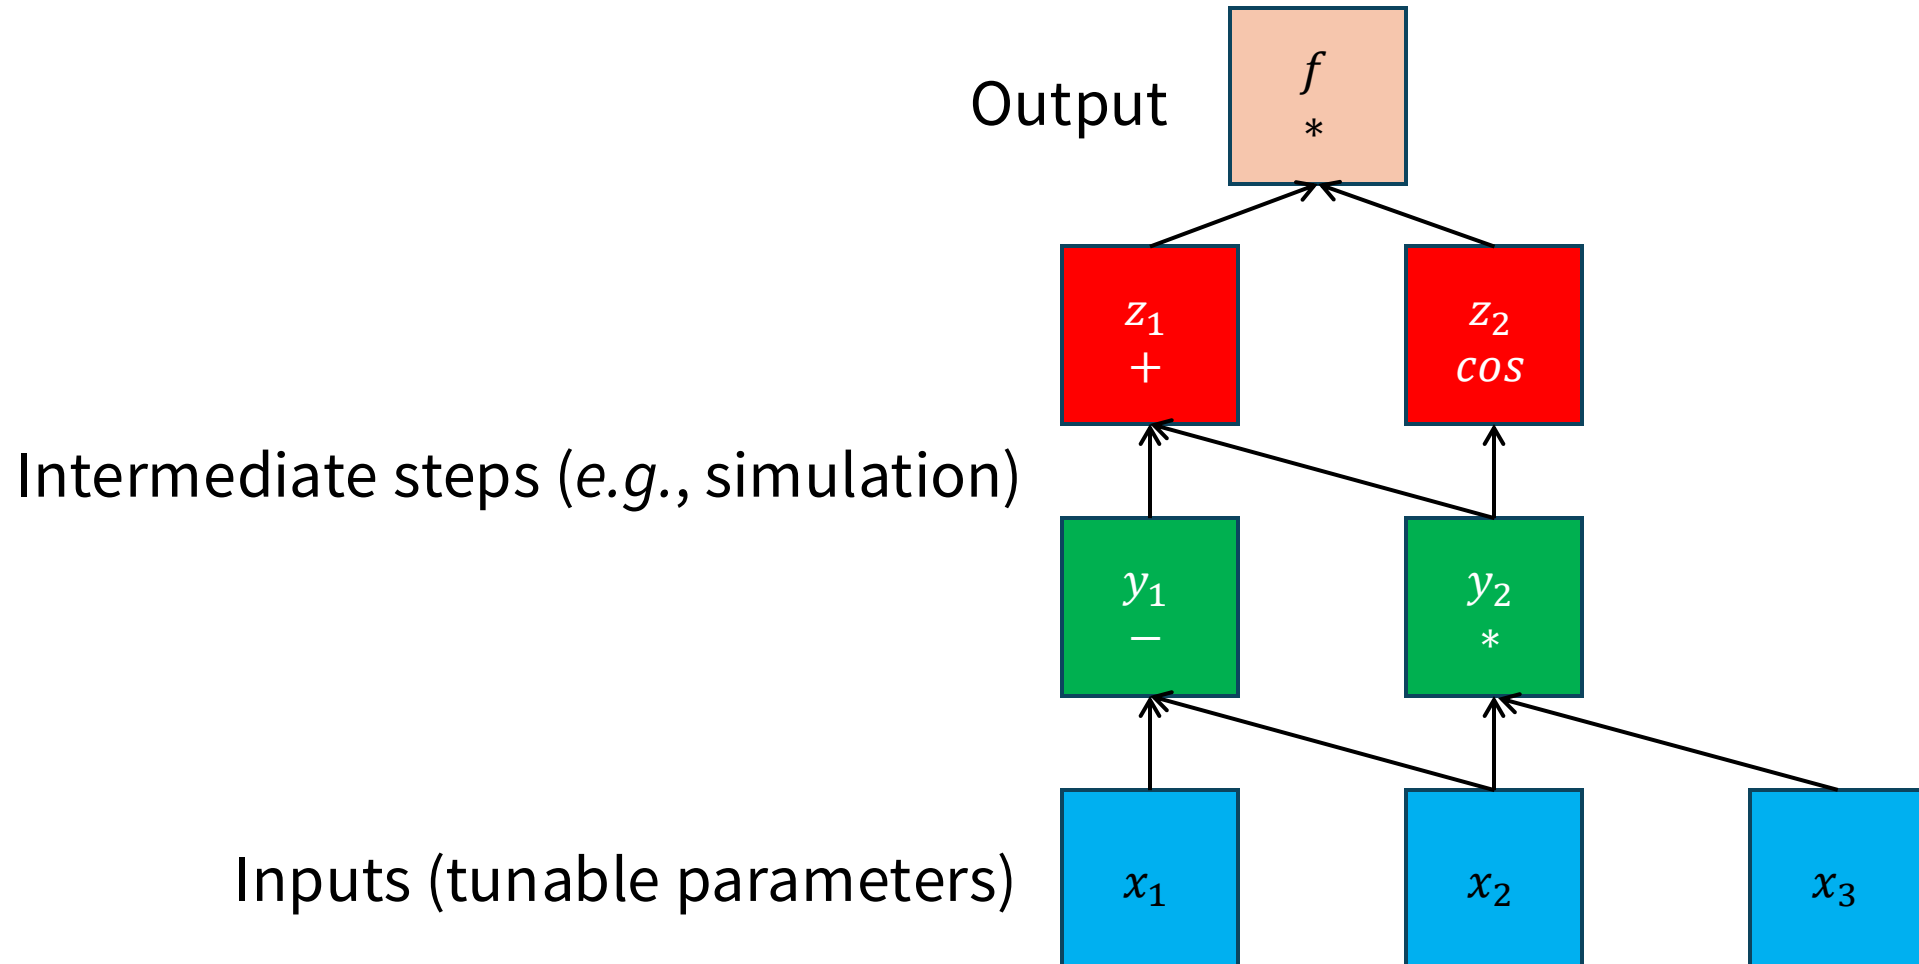 Output
f
*
z₁
+
z₂
cos
Intermediate steps (e.g., simulation)
y₁
−
y₂
*
Inputs (tunable parameters)
x₁
x₂
x₃